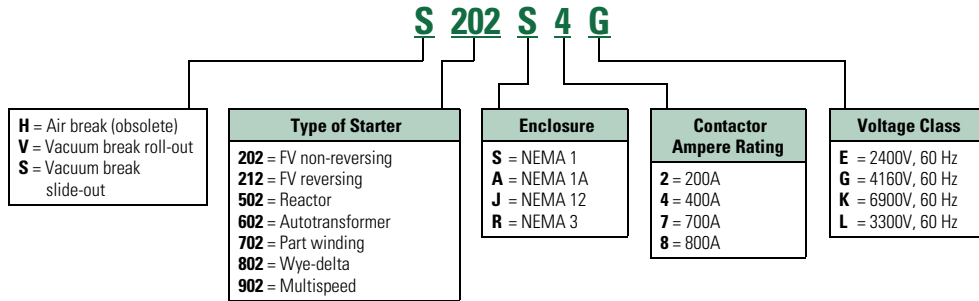 S 202 S 4 G
H = Air break (obsolete)
V = Vacuum break roll-out
S = Vacuum break
slide-out
Type of Starter
202 = FV non-reversing
212 = FV reversing
502 = Reactor
602 = Autotransformer
702 = Part winding
802 = Wye-delta
902 = Multispeed
Enclosure
S = NEMA 1
A = NEMA 1A
J = NEMA 12
R = NEMA 3
Contactor
Ampere Rating
2 = 200A
4 = 400A
7 = 700A
8 = 800A
Voltage Class
E = 2400V, 60 Hz
G = 4160V, 60 Hz
K = 6900V, 60 Hz
L = 3300V, 60 Hz